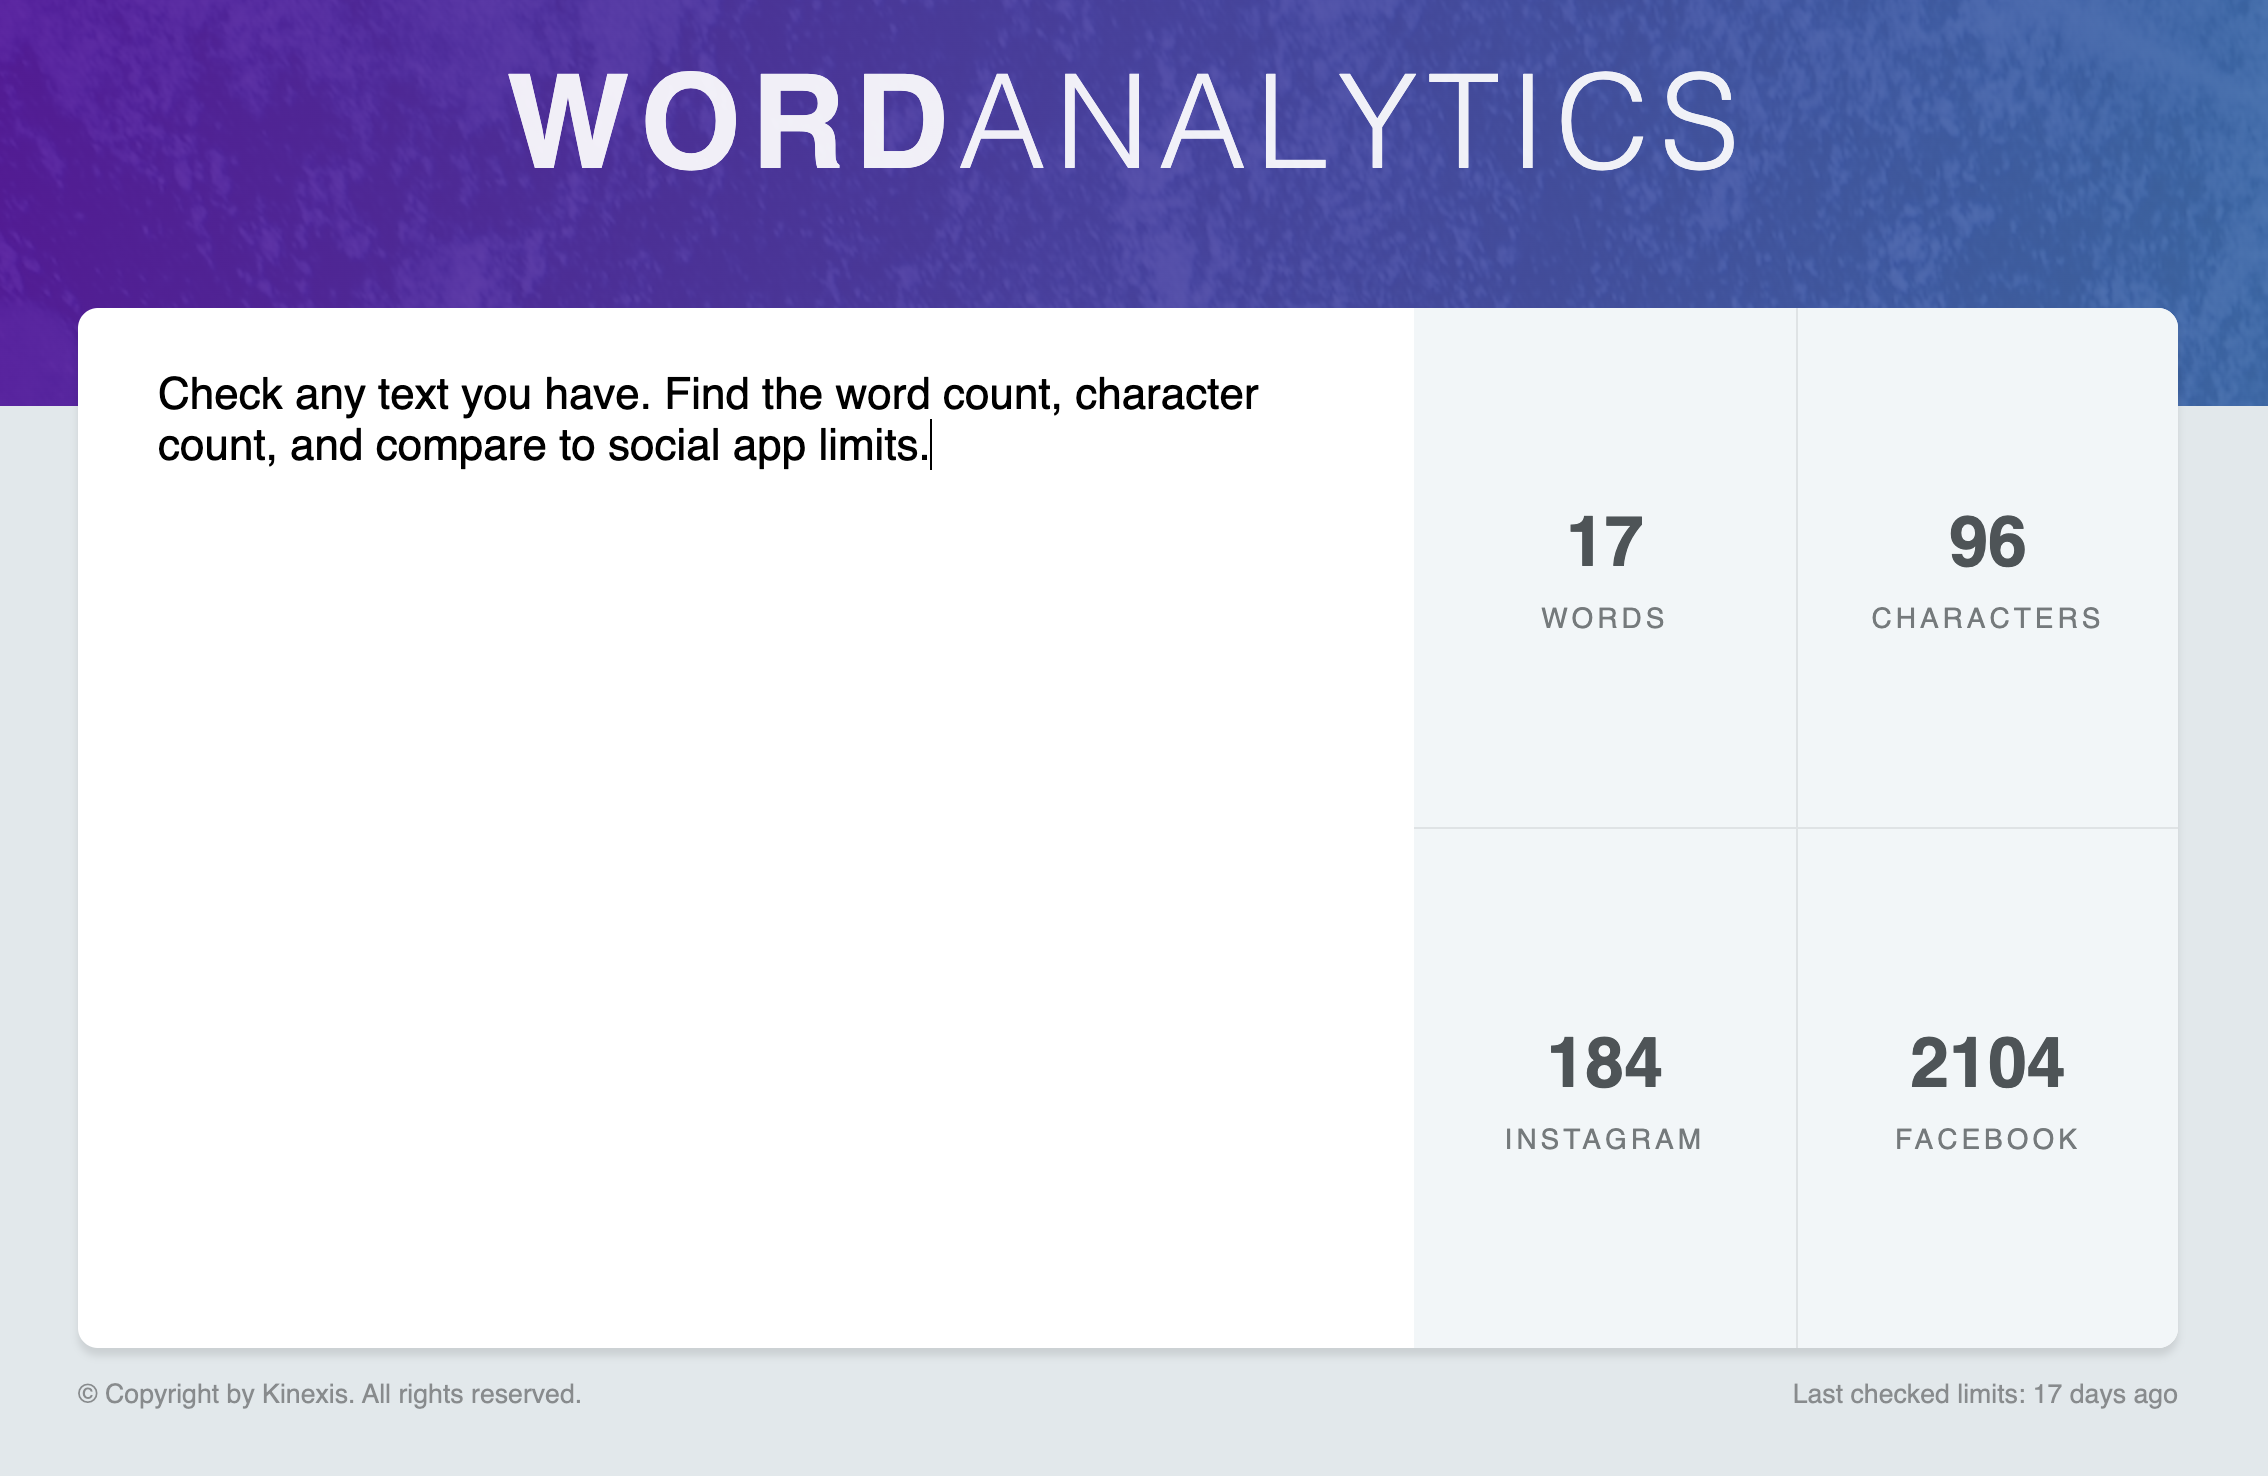 WORDANALYTICS
Check any text you have. Find the word count, character
count, and compare to social app limits.
17
WORDS
96
CHARACTERS
184
INSTAGRAM
2104
FACEBOOK
© Copyright by Kinexis. All rights reserved.
Last checked limits: 17 days ago